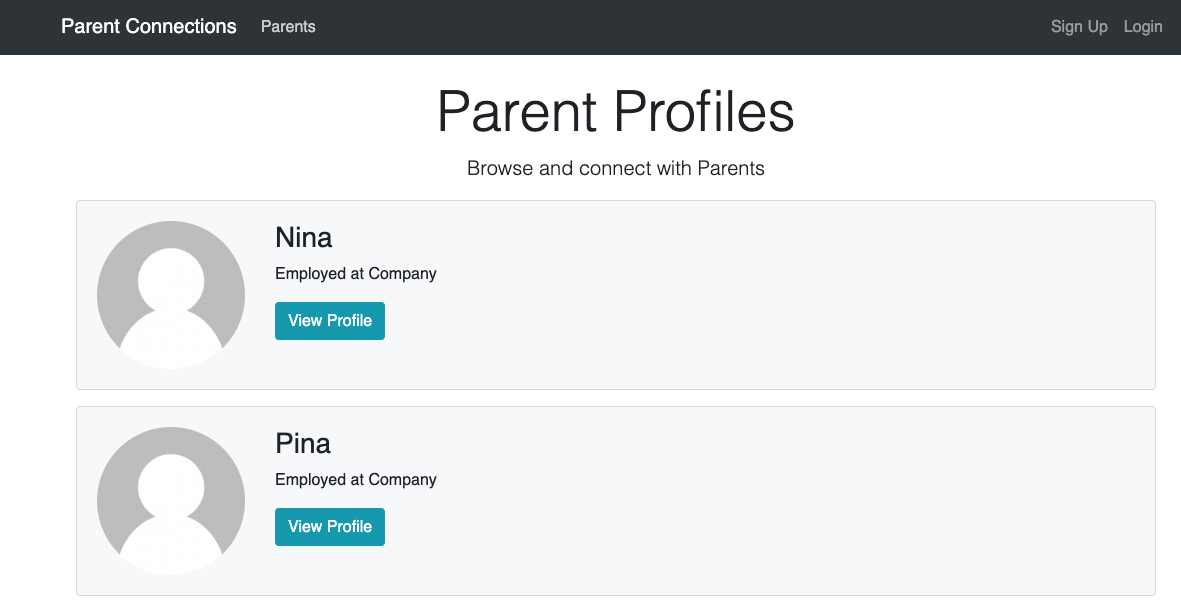 Parent Connections Parents Sign Up Login
Parent Profiles
Browse and connect with Parents
Nina
Employed at Company
View Profile
Pina
Employed at Company
View Profile